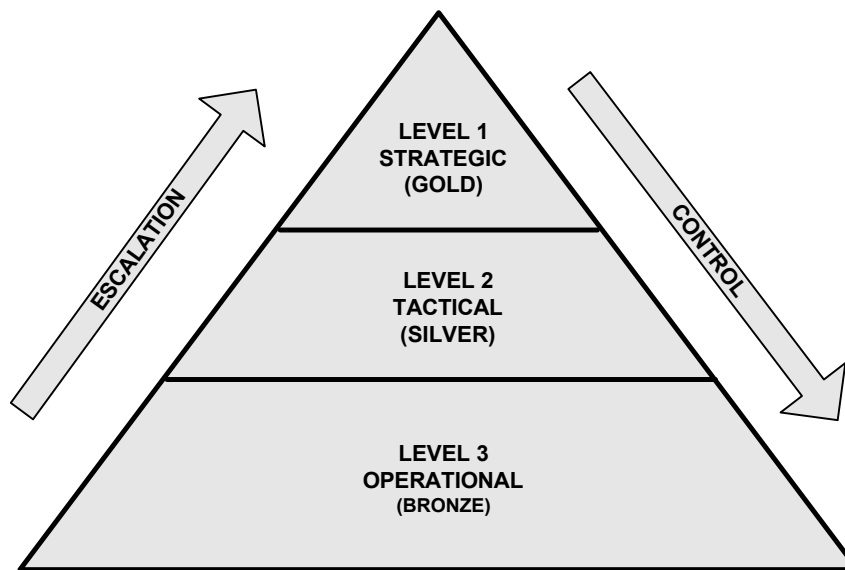 LEVEL 1
STRATEGIC
(GOLD)
ESCALATION
CONTROL
LEVEL 2
TACTICAL
(SILVER)
LEVEL 3
OPERATIONAL
(BRONZE)